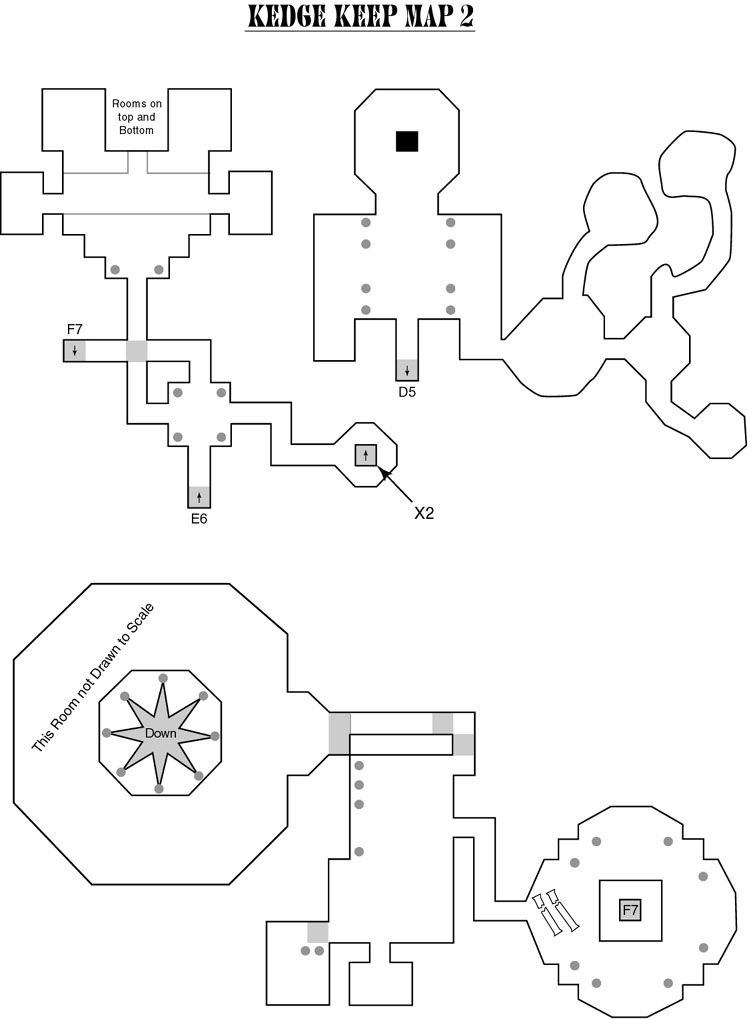 KEDGE KEEP MAP 2
Rooms on
top and
Bottom
F7
D5
E6
X2
This Room not Drawn to Scale
Down
F7